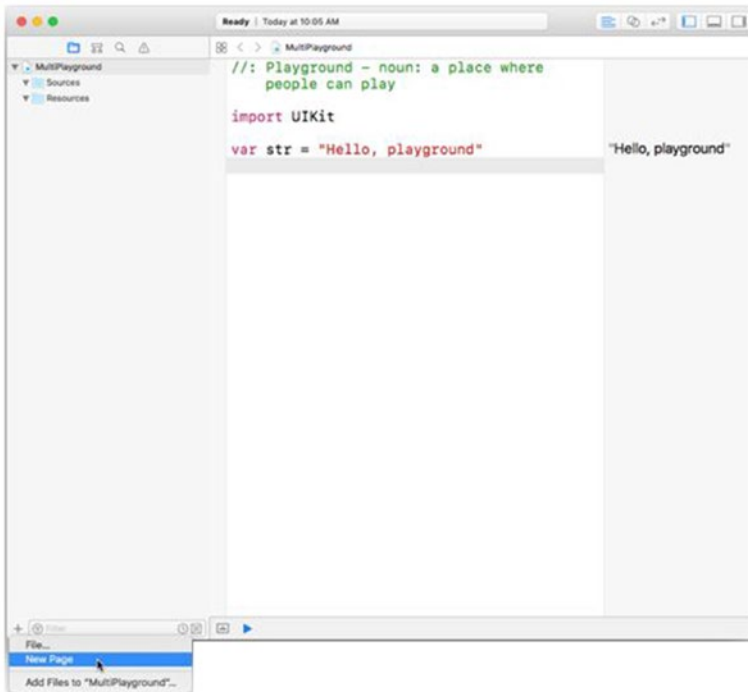 Ready | Today at 10:05 AM
MultiPlayground
MultiPlayground
Sources
Resources
//: Playground – noun: a place where
people can play
import UIKit
var str = "Hello, playground"
"Hello, playground"
Filter
File...
New Page
Add Files to "MultiPlayground"...